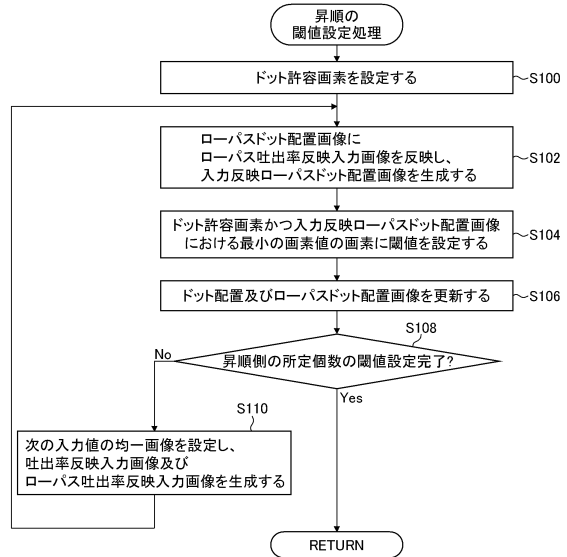 昇順の
閾値設定処理
ドット許容画素を設定する
S100
ローパスドット配置画像に
ローパス吐出率反映入力画像を反映し、
入力反映ローパスドット配置画像を生成する
S102
ドット許容画素かつ入力反映ローパスドット配置画像
における最小の画素値の画素に閾値を設定する
S104
ドット配置及びローパスドット配置画像を更新する
S106
S108
昇順側の所定個数の閾値設定完了?
No
Yes
S110
次の入力値の均一画像を設定し、
吐出率反映入力画像及び
ローパス吐出率反映入力画像を生成する
RETURN